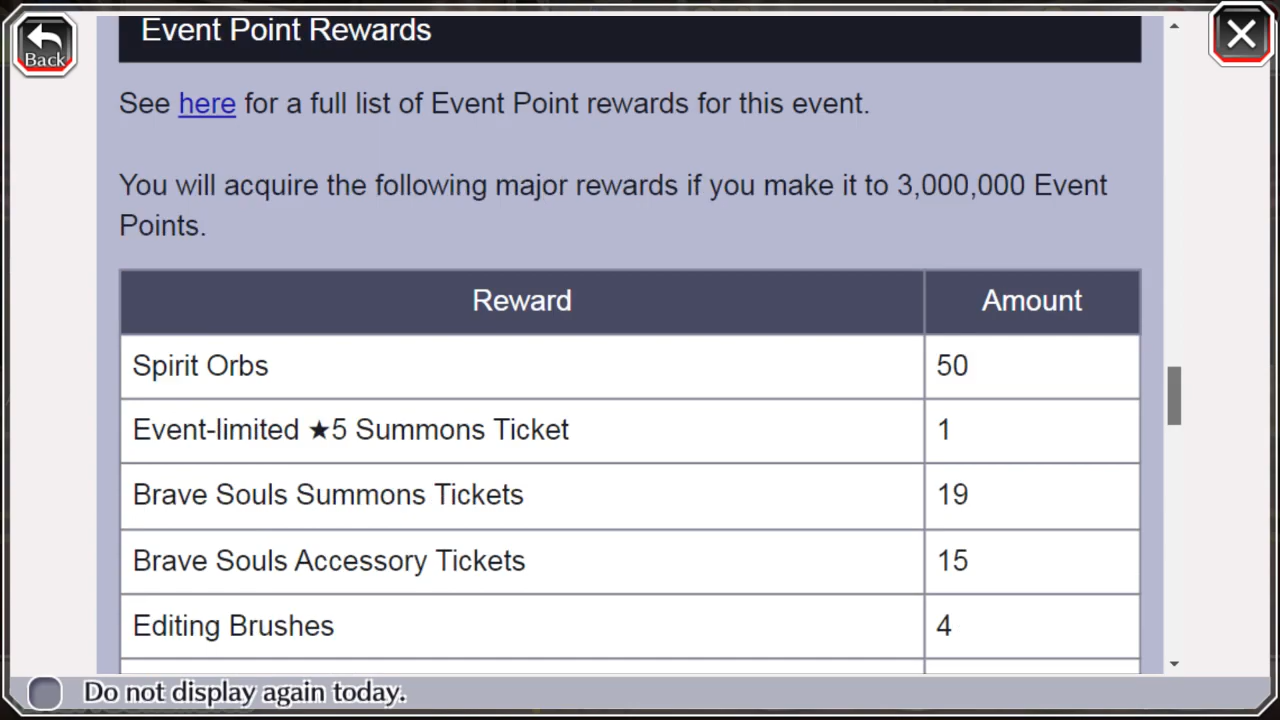 Event Point Rewards
Back
See here for a full list of Event Point rewards for this event.
You will acquire the following major rewards if you make it to 3,000,000 Event
Points.
Reward Amount
Spirit Orbs 50
Event-limited ★5 Summons Ticket 1
Brave Souls Summons Tickets 19
Brave Souls Accessory Tickets 15
Editing Brushes 4
Do not display again today.